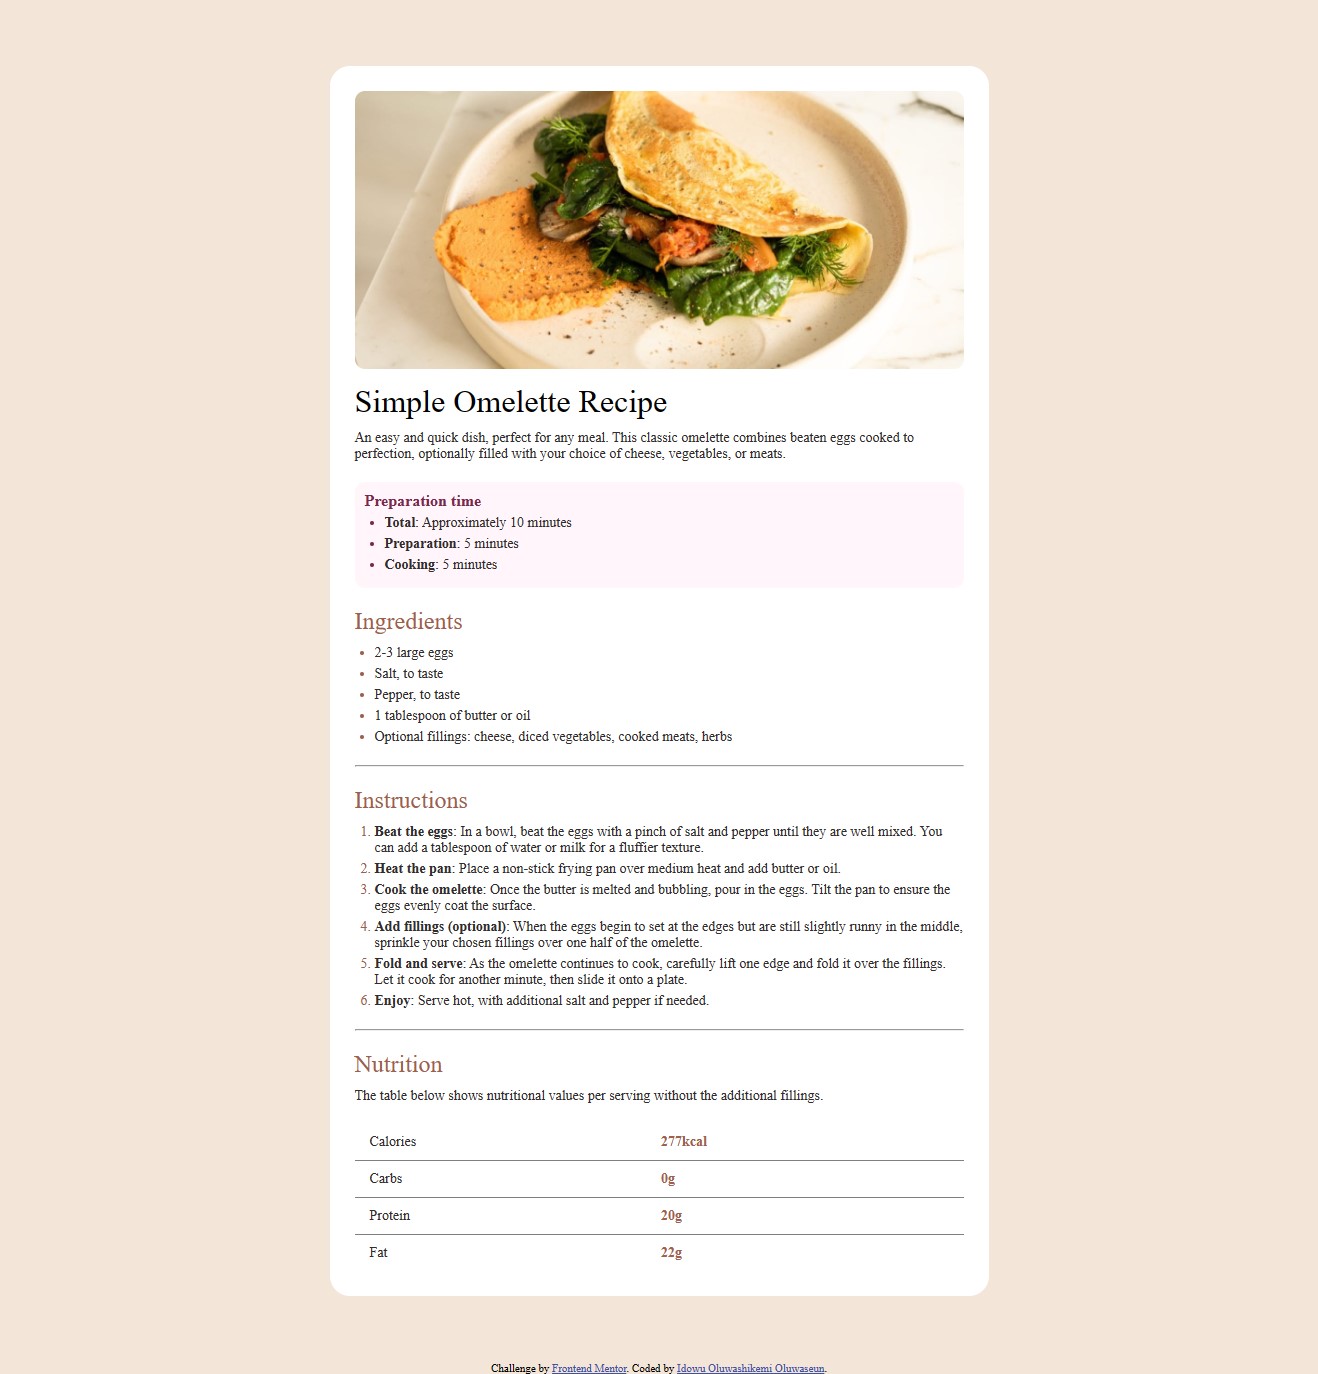 Simple Omelette Recipe
An easy and quick dish, perfect for any meal. This classic omelette combines beaten eggs cooked to
perfection, optionally filled with your choice of cheese, vegetables, or meats.
Preparation time
• Total: Approximately 10 minutes
• Preparation: 5 minutes
• Cooking: 5 minutes
Ingredients
• 2-3 large eggs
• Salt, to taste
• Pepper, to taste
• 1 tablespoon of butter or oil
• Optional fillings: cheese, diced vegetables, cooked meats, herbs
Instructions
1. Beat the eggs: In a bowl, beat the eggs with a pinch of salt and pepper until they are well mixed. You
can add a tablespoon of water or milk for a fluffier texture.
2. Heat the pan: Place a non-stick frying pan over medium heat and add butter or oil.
3. Cook the omelette: Once the butter is melted and bubbling, pour in the eggs. Tilt the pan to ensure the
eggs evenly coat the surface.
4. Add fillings (optional): When the eggs begin to set at the edges but are still slightly runny in the middle,
sprinkle your chosen fillings over one half of the omelette.
5. Fold and serve: As the omelette continues to cook, carefully lift one edge and fold it over the fillings.
Let it cook for another minute, then slide it onto a plate.
6. Enjoy: Serve hot, with additional salt and pepper if needed.
Nutrition
The table below shows nutritional values per serving without the additional fillings.
Calories 277kcal
Carbs 0g
Protein 20g
Fat 22g
Challenge by Frontend Mentor. Coded by Idowu Oluwashikemi Oluwaseun.